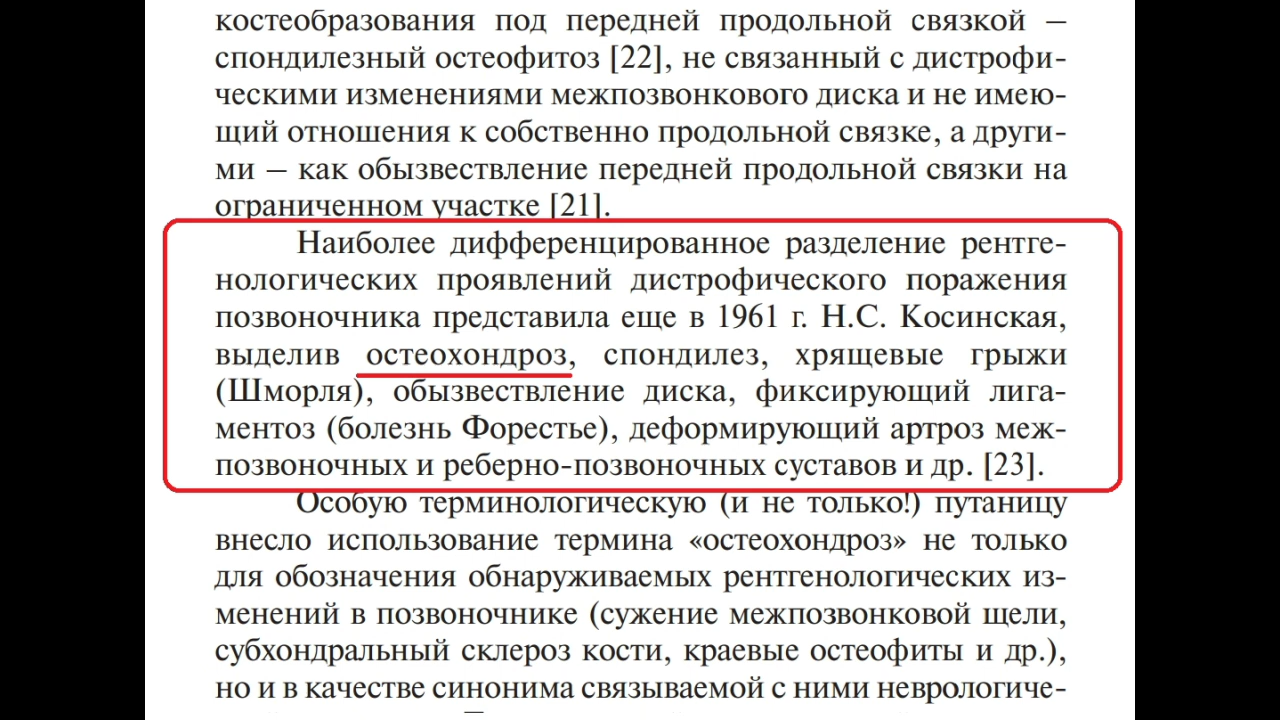 костеобразования под передней продольной связкой –
спондилезный остеофитоз [22], не связанный с дистрофи-
ческими изменениями межпозвонкового диска и не имею-
щий отношения к собственно продольной связке, а други-
ми – как обызвествление передней продольной связки на
ограниченном участке [21].
Наиболее дифференцированное разделение рентге-
нологических проявлений дистрофического поражения
позвоночника представила еще в 1961 г. Н.С. Косинская,
выделив остеохондроз, спондилез, хрящевые грыжи
(Шморля), обызвествление диска, фиксирующий лига-
ментоз (болезнь Форестье), деформирующий артроз меж-
позвоночных и реберно-позвоночных суставов и др. [23].
Особую терминологическую (и не только!) путаницу
внесло использование термина «остеохондроз» не только
для обозначения обнаруживаемых рентгенологических из-
менений в позвоночнике (сужение межпозвонковой щели,
субхондральный склероз кости, краевые остеофиты и др.),
но и в качестве синонима связываемой с ними неврологиче-